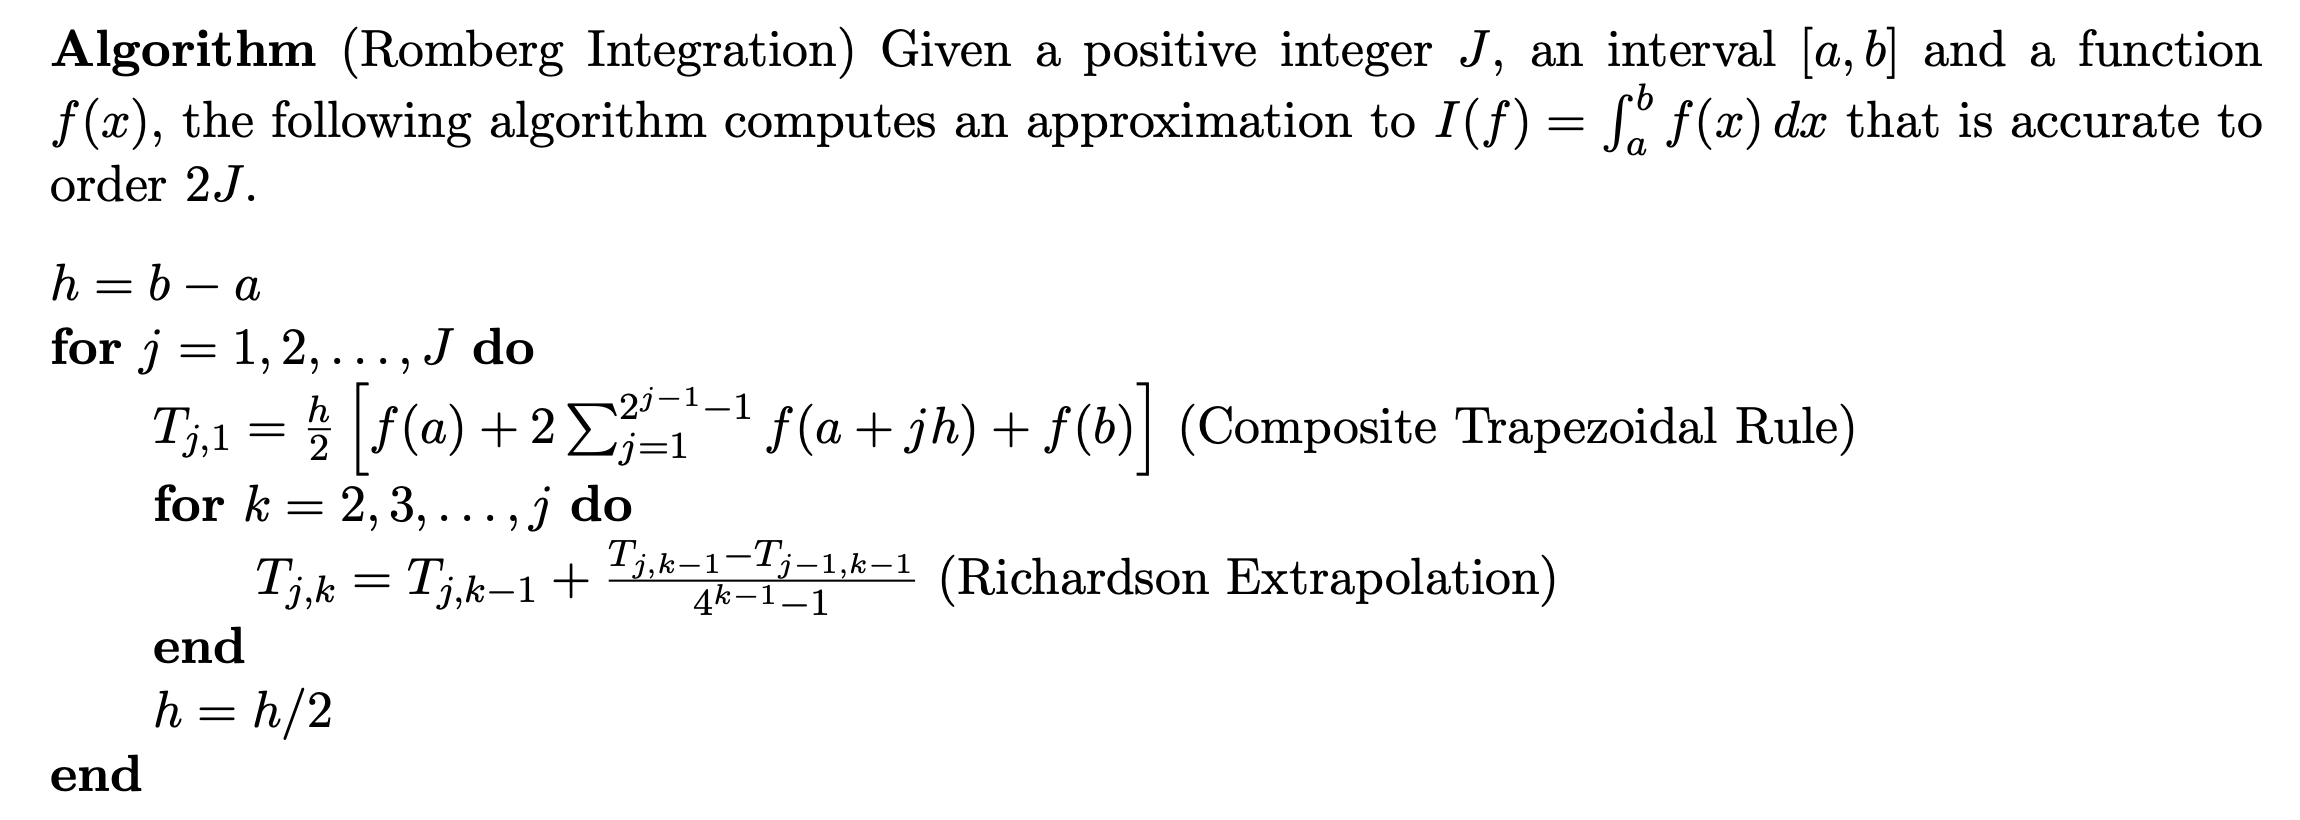 **Algorithm** (Romberg Integration) Given a positive integer $J$, an interval $[a, b]$ and a function
$f(x)$, the following algorithm computes an approximation to $I(f) = \int_a^b f(x)\,dx$ that is accurate to
order $2J$.
$h = b - a$
**for** $j = 1, 2, \ldots, J$ **do**
$T_{j,1} = \frac{h}{2} \left[ f(a) + 2 \sum_{j=1}^{2^{j-1}-1} f(a + jh) + f(b) \right]$ (Composite Trapezoidal Rule)
**for** $k = 2, 3, \ldots, j$ **do**
$T_{j,k} = T_{j,k-1} + \frac{T_{j,k-1} - T_{j-1,k-1}}{4^{k-1} - 1}$ (Richardson Extrapolation)
**end**
$h = h/2$
**end**